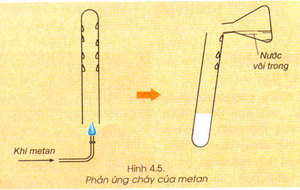 Nước
vôi trong
Khí metan
Hình 4.5.
Phản ứng cháy của metan